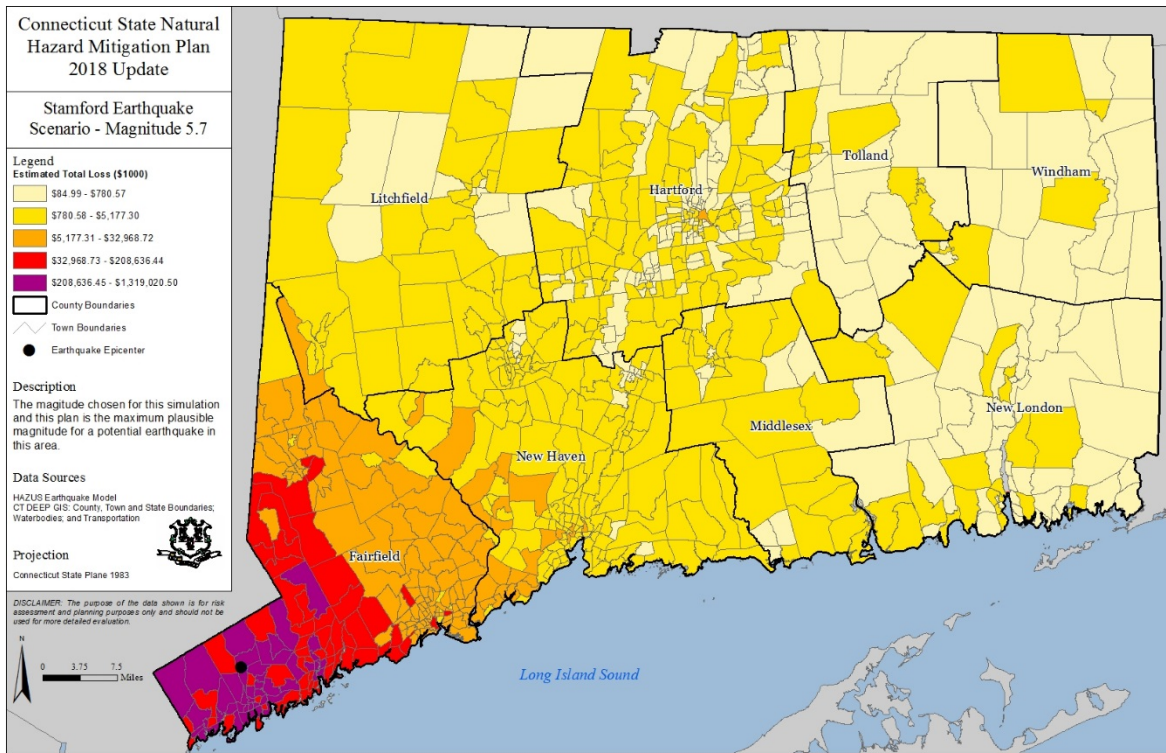 Connecticut State Natural
Hazard Mitigation Plan
2018 Update
Stamford Earthquake
Scenario - Magnitude 5.7
Legend
Estimated Total Loss ($1000)
$84.99 - $780.57
$780.58 - $5,177.30
$5,177.31 - $32,968.72
$32,968.73 - $208,636.44
$208,636.45 - $1,319,020.50
County Boundaries
Town Boundaries
Earthquake Epicenter
Description
The magitude chosen for this simulation
and this plan is the maximum plausible
magnitude for a potential earthquake in
this area.
Data Sources
HAZUS Earthquake Model
CT DEEP GIS: County, Town and State Boundaries;
Waterbodies; and Transportation
Projection
Connecticut State Plane 1983
DISCLAIMER: The purpose of the data shown is for risk
assessment and planning purposes only and should not be
used for more detailed evaluation.
N
0 3.75 7.5
Miles
Litchfield
Hartford
Tolland
Windham
New London
Middlesex
New Haven
Fairfield
Long Island Sound